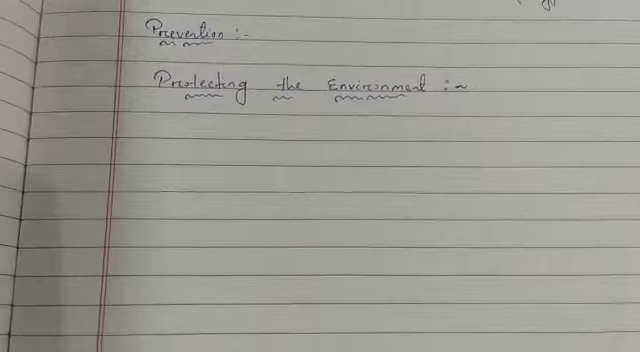 Prevention :-
Protecting the Environment :~